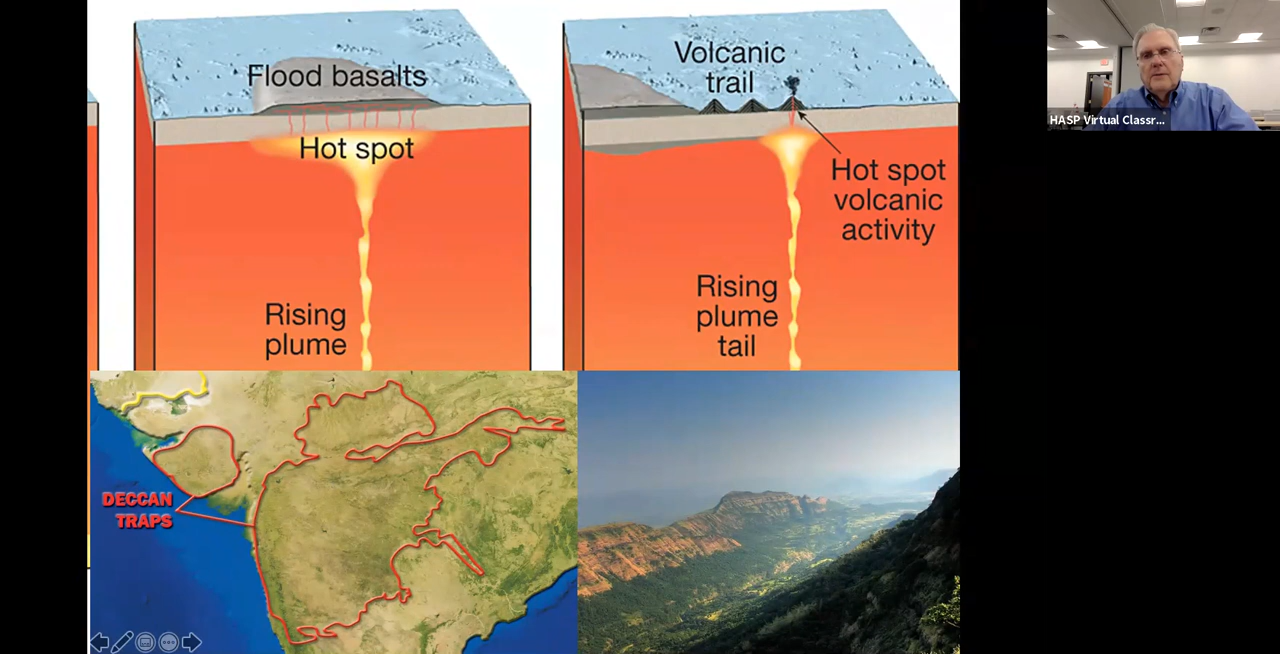 Flood basalts
Hot spot
Rising
plume
Volcanic
trail
Hot spot
volcanic
activity
Rising
plume
tail
DECCAN
TRAPS
HASP Virtual Classr...